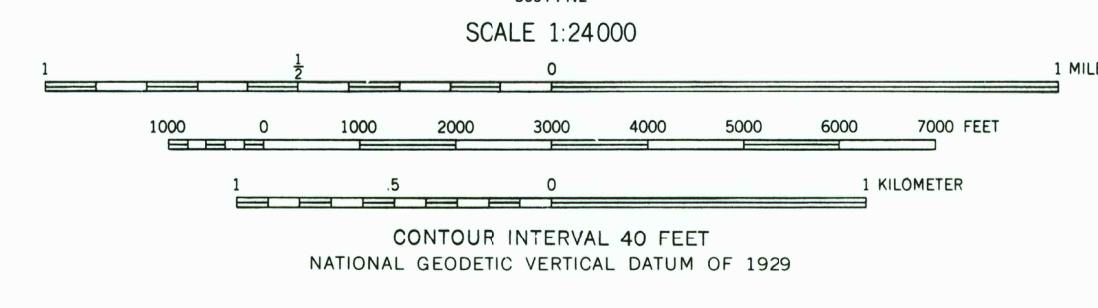 SCALE 1:24000
1 1/2 0 1 MILE
1000 0 1000 2000 3000 4000 5000 6000 7000 FEET
1 .5 0 1 KILOMETER
CONTOUR INTERVAL 40 FEET
NATIONAL GEODETIC VERTICAL DATUM OF 1929